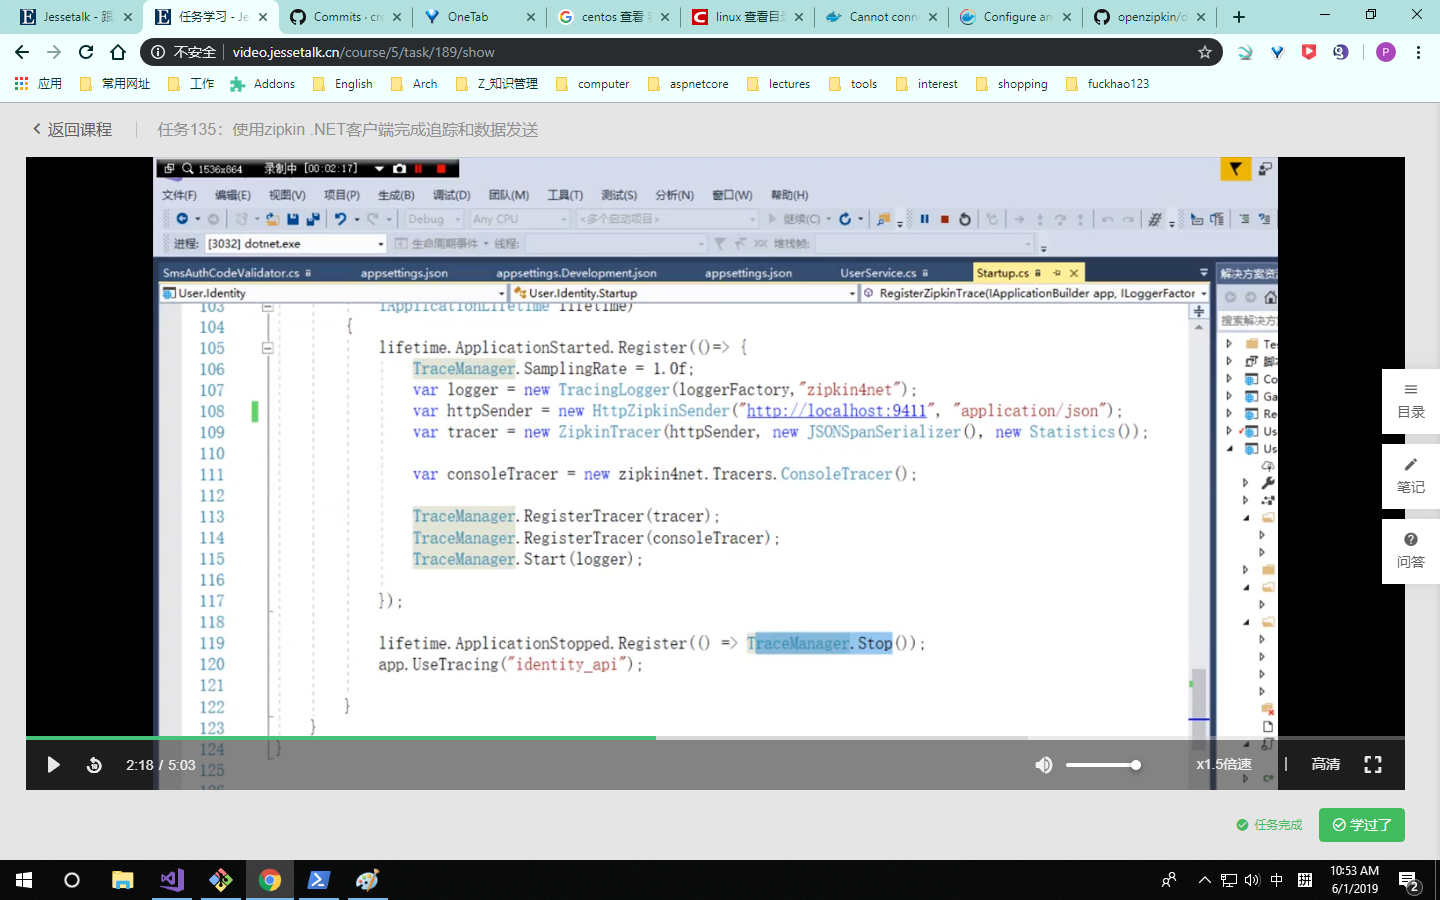 Jessetalk - 跟
任务学习 - Je
Commits · cre
OneTab
centos 查看
linux 查看目录
Cannot conn
Configure an
openzipkin/d
不安全
video.jessetalk.cn/course/5/task/189/show
P
应用
常用网址
工作
Addons
English
Arch
Z_知识管理
computer
aspnetcore
lectures
tools
interest
shopping
fuckhao123
返回课程
任务135：使用zipkin .NET客户端完成追踪和数据发送
1536x864 录制中 [00:02:17]
文件(F) 编辑(E) 视图(V) 项目(P) 生成(B) 调试(D) 团队(M) 工具(T) 测试(S) 分析(N) 窗口(W) 帮助(H)
Debug Any CPU <多个启动项目> 继续(C)
进程: [3032] dotnet.exe 生命周期事件 线程: 堆栈帧:
SmsAuthCodeValidator.cs appsettings.json appsettings.Development.json appsettings.json UserService.cs Startup.cs
解决方案资
User.Identity User.Identity.Startup RegisterZipkinTrace(IApplicationBuilder app, ILoggerFactor
搜索解决方
103 IApplicationLifetime lifetime)
104 {
105 lifetime.ApplicationStarted.Register(()=> {
106 TraceManager.SamplingRate = 1.0f;
107 var logger = new TracingLogger(loggerFactory,"zipkin4net");
108 var httpSender = new HttpZipkinSender("http://localhost:9411", "application/json");
109 var tracer = new ZipkinTracer(httpSender, new JSONSpanSerializer(), new Statistics());
110
111 var consoleTracer = new zipkin4net.Tracers.ConsoleTracer();
112
113 TraceManager.RegisterTracer(tracer);
114 TraceManager.RegisterTracer(consoleTracer);
115 TraceManager.Start(logger);
116
117 });
118
119 lifetime.ApplicationStopped.Register(() => TraceManager.Stop());
120 app.UseTracing("identity_api");
121
122 }
123 }
124 }
125
Te
脚
Co
Ga
Re
Us
Us
目录
笔记
问答
2:18 / 5:03
x1.5倍速
高清
任务完成
学过了
中
拼
10:53 AM
6/1/2019
2